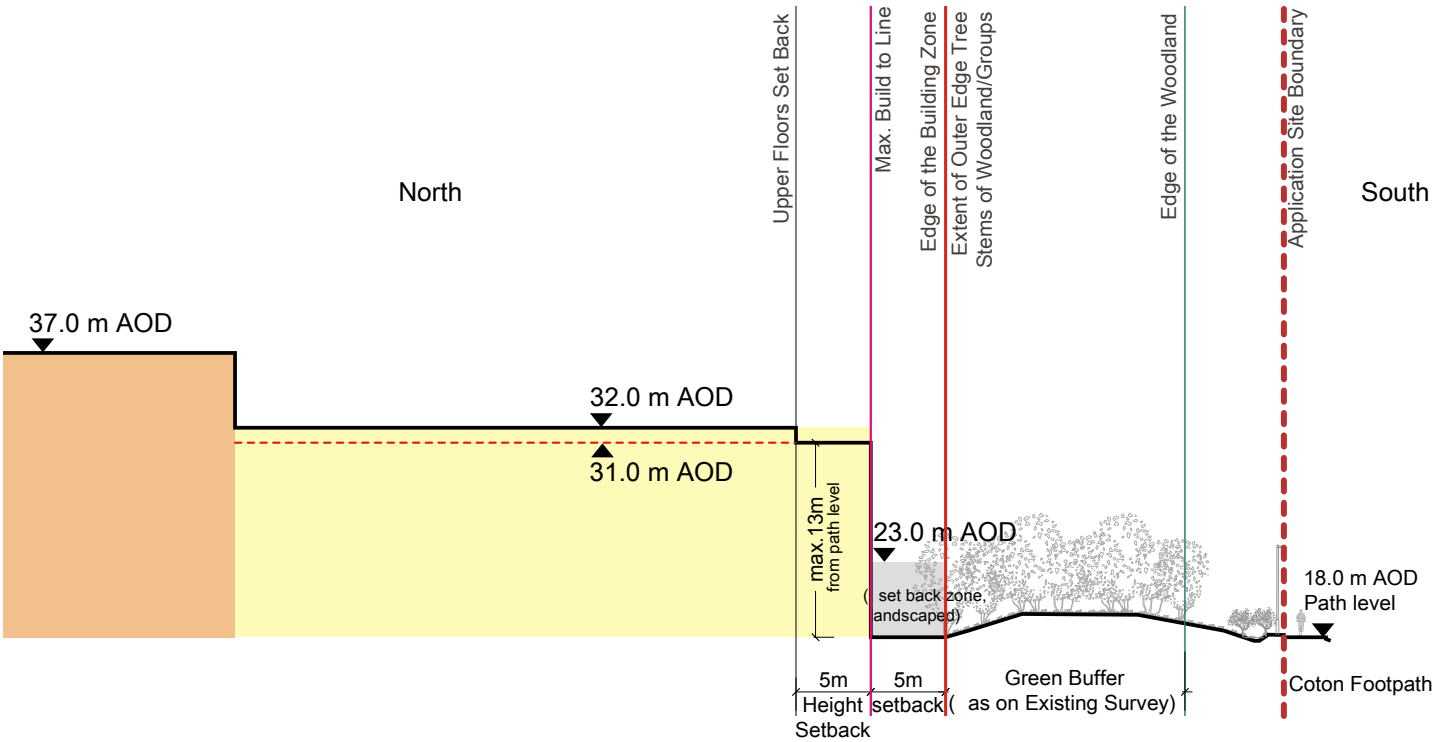 Upper Floors Set Back
Max. Build to Line
Edge of the Building Zone
Extent of Outer Edge Tree
Stems of Woodland/Groups
Edge of the Woodland
Application Site Boundary
North
South
37.0 m AOD
32.0 m AOD
31.0 m AOD
max.13m
from path level
23.0 m AOD
( set back zone,
andscaped)
18.0 m AOD
Path level
5m
Height
Setback
5m
setback
Green Buffer
( as on Existing Survey)
Coton Footpath